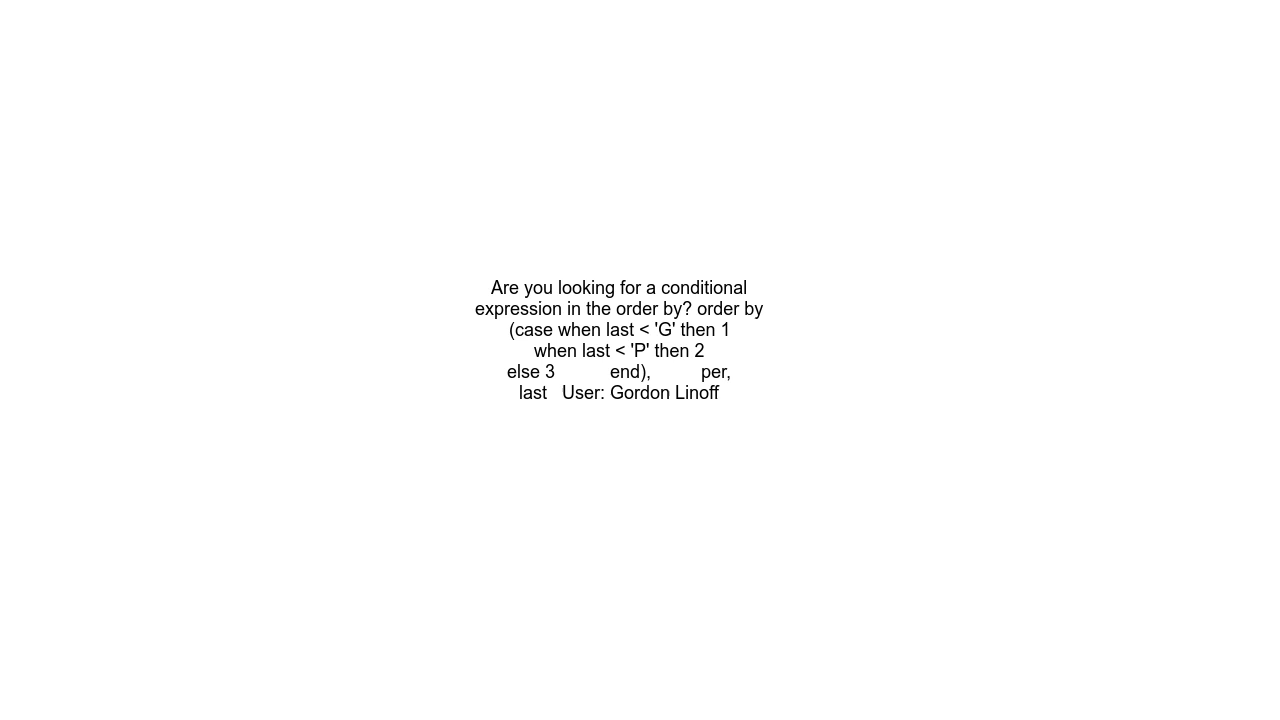 Are you looking for a conditional
expression in the order by? order by
(case when last < 'G' then 1
when last < 'P' then 2
else 3           end),          per,
last   User: Gordon Linoff